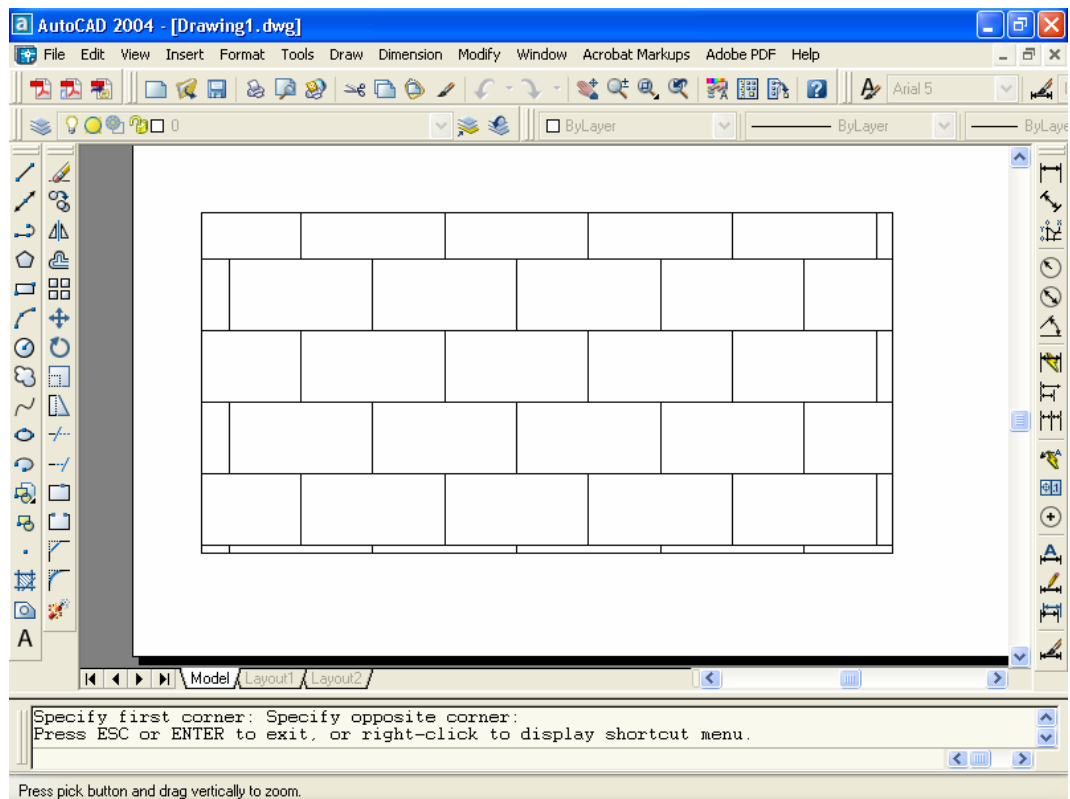 a AutoCAD 2004 - [Drawing1.dwg]
File Edit View Insert Format Tools Draw Dimension Modify Window Acrobat Markups Adobe PDF Help
Arial 5
0 ByLayer ByLayer ByLaye
A
Model Layout1 Layout2
Specify first corner: Specify opposite corner:
Press ESC or ENTER to exit, or right-click to display shortcut menu.
Press pick button and drag vertically to zoom.